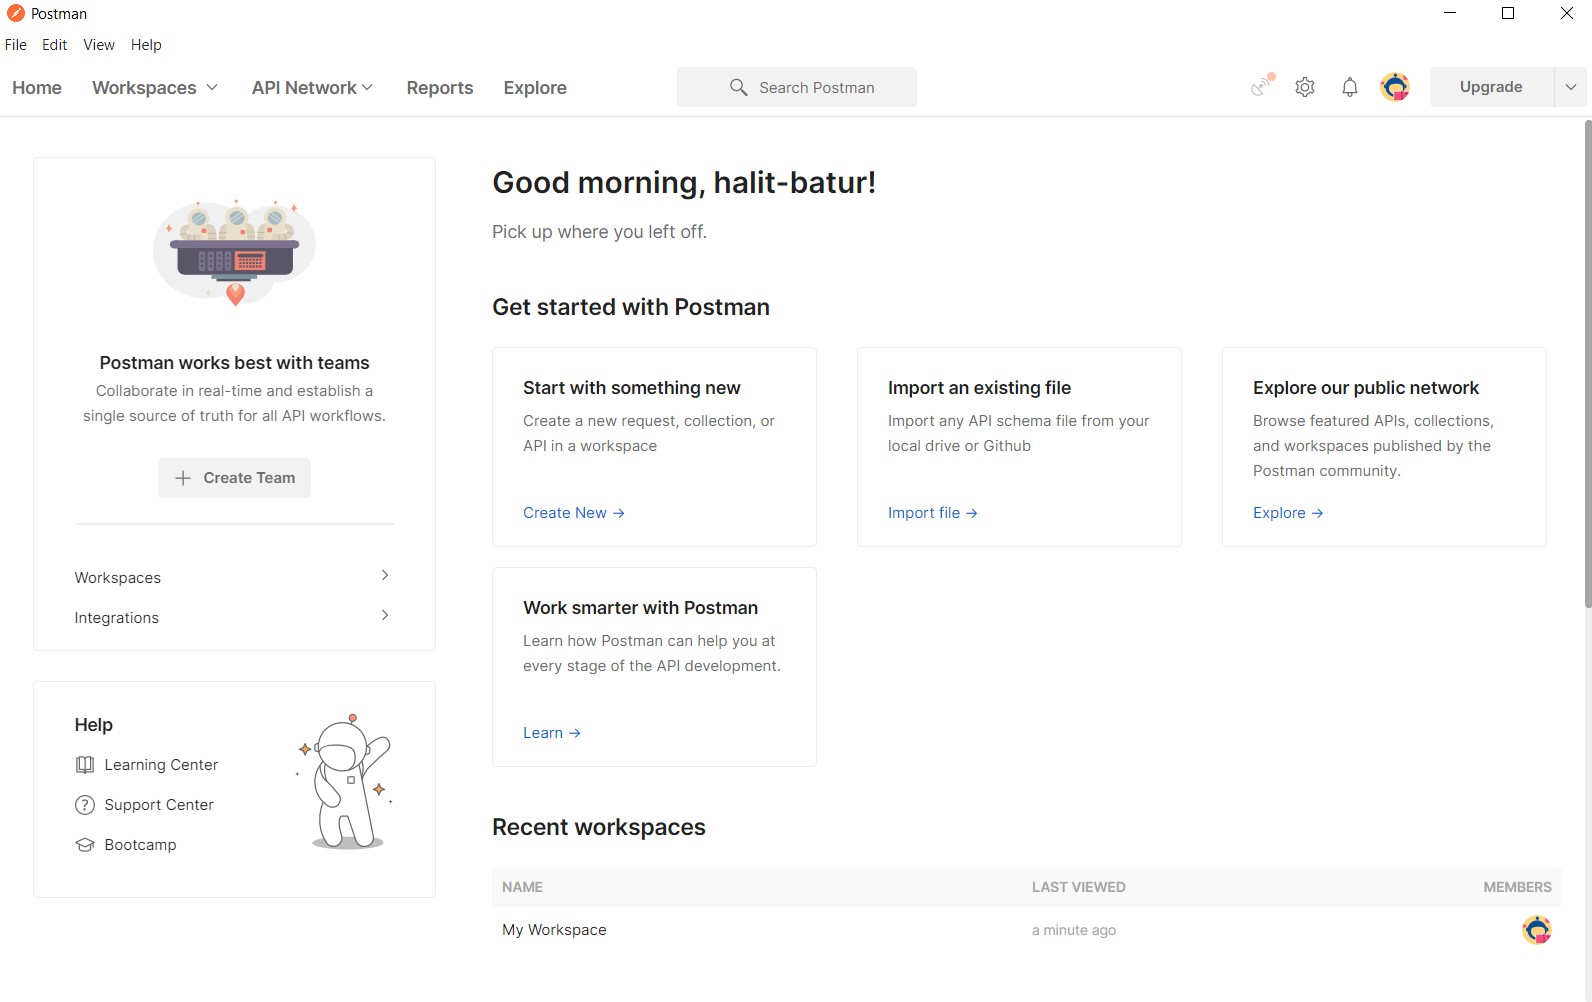 Postman
File Edit View Help
Home Workspaces API Network Reports Explore Search Postman Upgrade
Postman works best with teams
Collaborate in real-time and establish a
single source of truth for all API workflows.
Create Team
Workspaces
Integrations
Help
Learning Center
Support Center
Bootcamp
Good morning, halit-batur!
Pick up where you left off.
Get started with Postman
Start with something new
Create a new request, collection, or
API in a workspace
Create New →
Import an existing file
Import any API schema file from your
local drive or Github
Import file →
Explore our public network
Browse featured APIs, collections,
and workspaces published by the
Postman community.
Explore →
Work smarter with Postman
Learn how Postman can help you at
every stage of the API development.
Learn →
Recent workspaces
NAME LAST VIEWED MEMBERS
My Workspace a minute ago